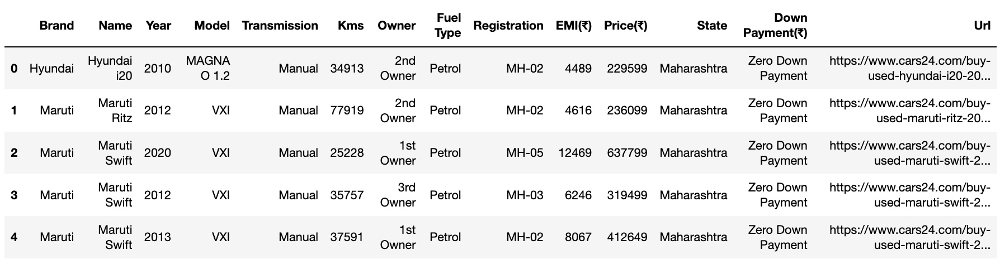 Brand Name Year Model Transmission Kms Owner Fuel Type Registration EMI(₹) Price(₹) State Down Payment(₹) Url
0 Hyundai Hyundai i20 2010 MAGNA O 1.2 Manual 34913 2nd Owner Petrol MH-02 4489 229599 Maharashtra Zero Down Payment https://www.cars24.com/buy-used-hyundai-i20-20...
1 Maruti Maruti Ritz 2012 VXI Manual 77919 2nd Owner Petrol MH-02 4616 236099 Maharashtra Zero Down Payment https://www.cars24.com/buy-used-maruti-ritz-20...
2 Maruti Maruti Swift 2020 VXI Manual 25228 1st Owner Petrol MH-05 12469 637799 Maharashtra Zero Down Payment https://www.cars24.com/buy-used-maruti-swift-2...
3 Maruti Maruti Swift 2012 VXI Manual 35757 3rd Owner Petrol MH-03 6246 319499 Maharashtra Zero Down Payment https://www.cars24.com/buy-used-maruti-swift-2...
4 Maruti Maruti Swift 2013 VXI Manual 37591 1st Owner Petrol MH-02 8067 412649 Maharashtra Zero Down Payment https://www.cars24.com/buy-used-maruti-swift-2...